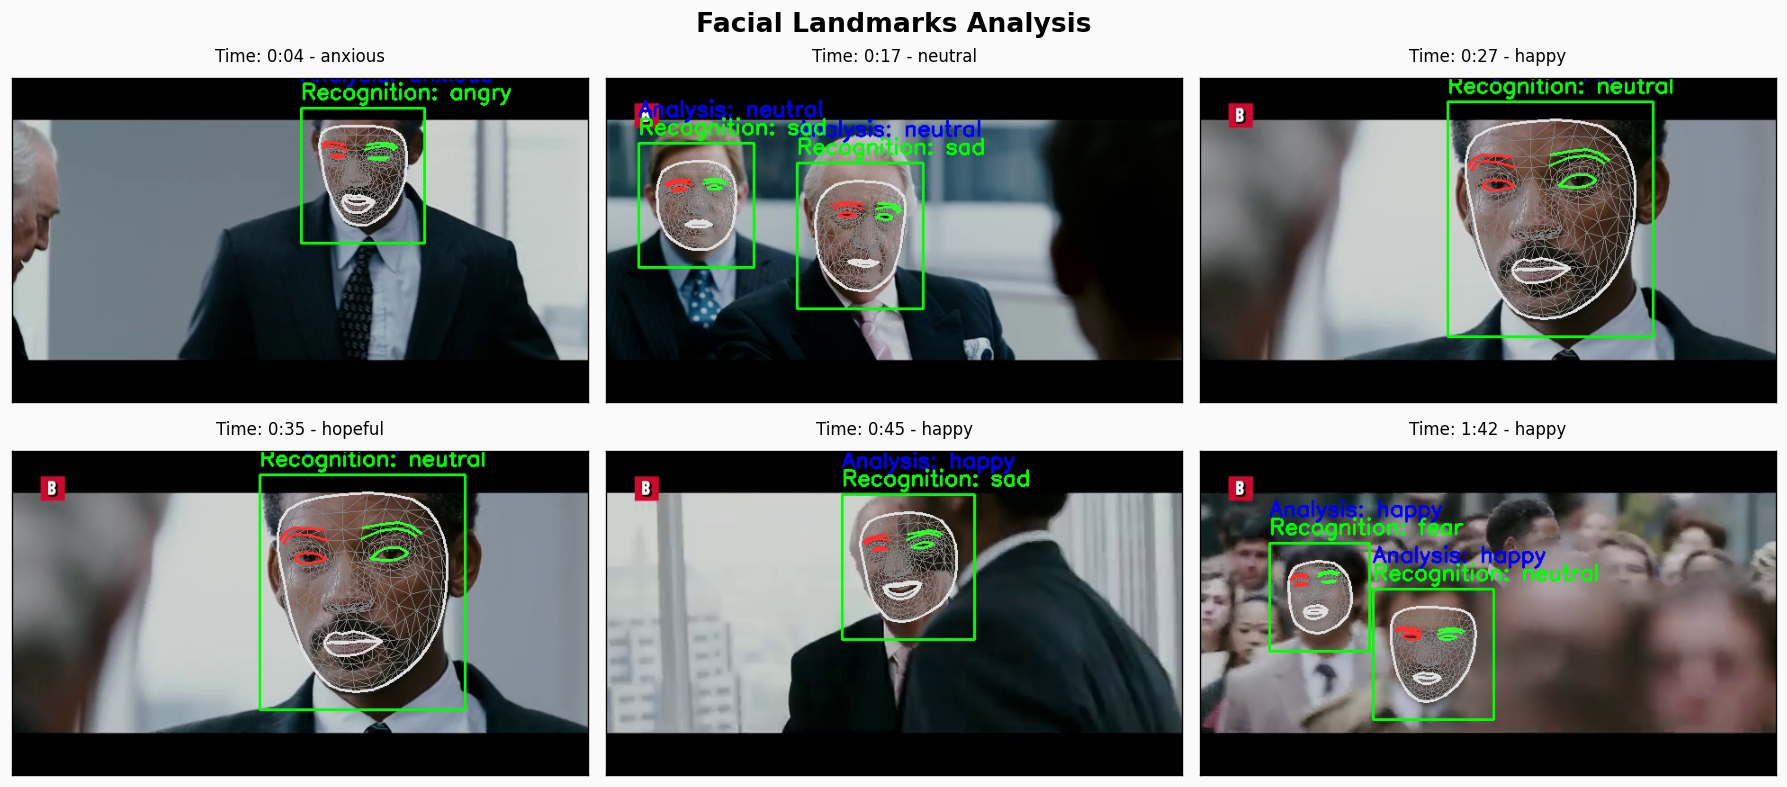 Facial Landmarks Analysis
Time: 0:04 - anxious
Analysis: anxious
Recognition: angry
Time: 0:17 - neutral
Analysis: neutral
Recognition: sad
Analysis: neutral
Recognition: sad
Time: 0:27 - happy
Recognition: neutral
B
Time: 0:35 - hopeful
Recognition: neutral
B
Time: 0:45 - happy
Analysis: happy
Recognition: sad
B
Time: 1:42 - happy
B
Analysis: happy
Recognition: fear
Analysis: happy
Recognition: neutral